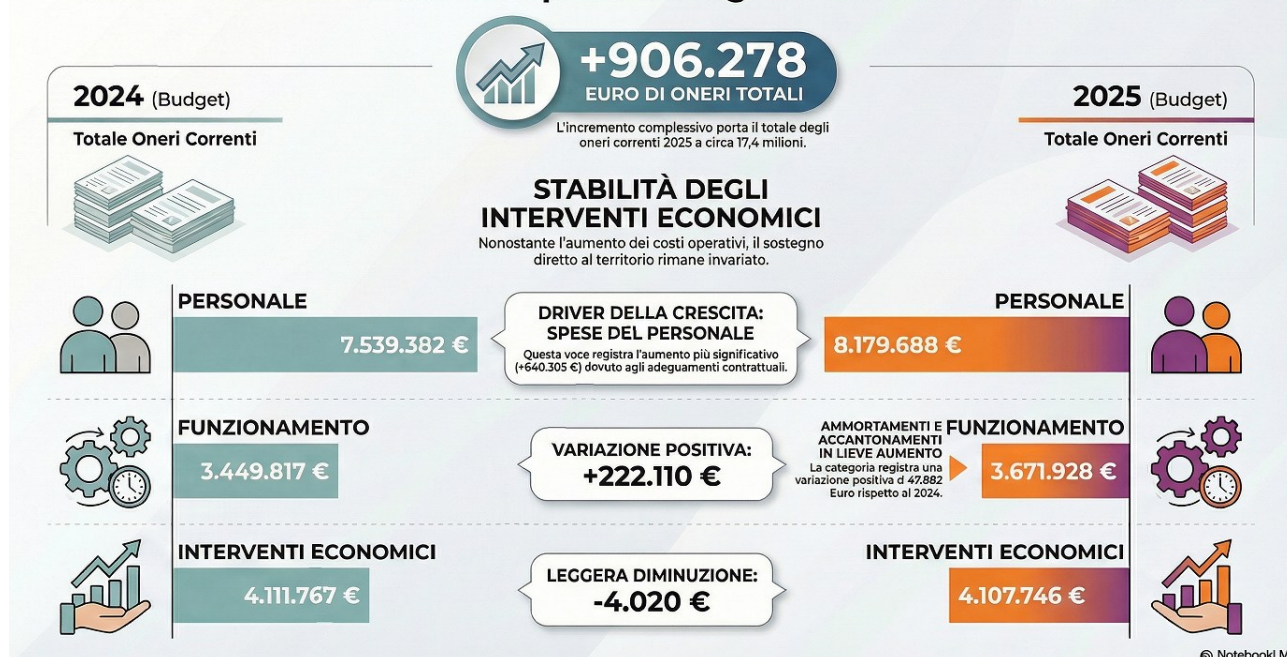 +906.278
EURO DI ONERI TOTALI
L'incremento complessivo porta il totale degli
oneri correnti 2025 a circa 17,4 milioni.
2024 (Budget)
Totale Oneri Correnti
2025 (Budget)
Totale Oneri Correnti
STABILITÀ DEGLI
INTERVENTI ECONOMICI
Nonostante l'aumento dei costi operativi, il sostegno
diretto al territorio rimane invariato.
PERSONALE
7.539.382 €
DRIVER DELLA CRESCITA:
SPESE DEL PERSONALE
Questa voce registra l'aumento più significativo
(+640.305 €) dovuto agli adeguamenti contrattuali.
PERSONALE
8.179.688 €
FUNZIONAMENTO
3.449.817 €
VARIAZIONE POSITIVA:
+222.110 €
AMMORTAMENTI E
ACCANTONAMENTI
IN LIEVE AUMENTO
La categoria registra una
variazione positiva d 47.882
Euro rispetto al 2024.
FUNZIONAMENTO
3.671.928 €
INTERVENTI ECONOMICI
4.111.767 €
LEGGERA DIMINUZIONE:
-4.020 €
INTERVENTI ECONOMICI
4.107.746 €